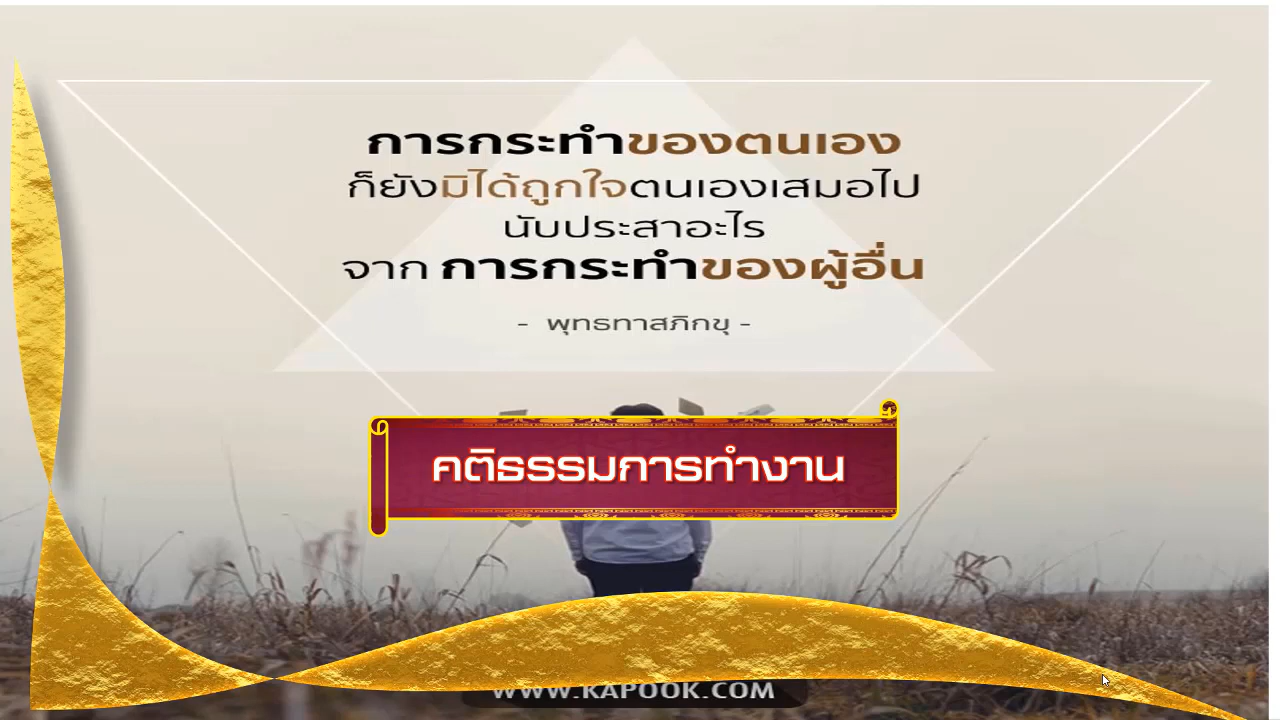 การกระทำของตนเอง
ก็ยังมิได้ถูกใจตนเองเสมอไป
นับประสาอะไร
จาก การกระทำของผู้อื่น
- พุทธทาสภิกขุ -
คติธรรมการทำงาน
WWW.KAPOOK.COM